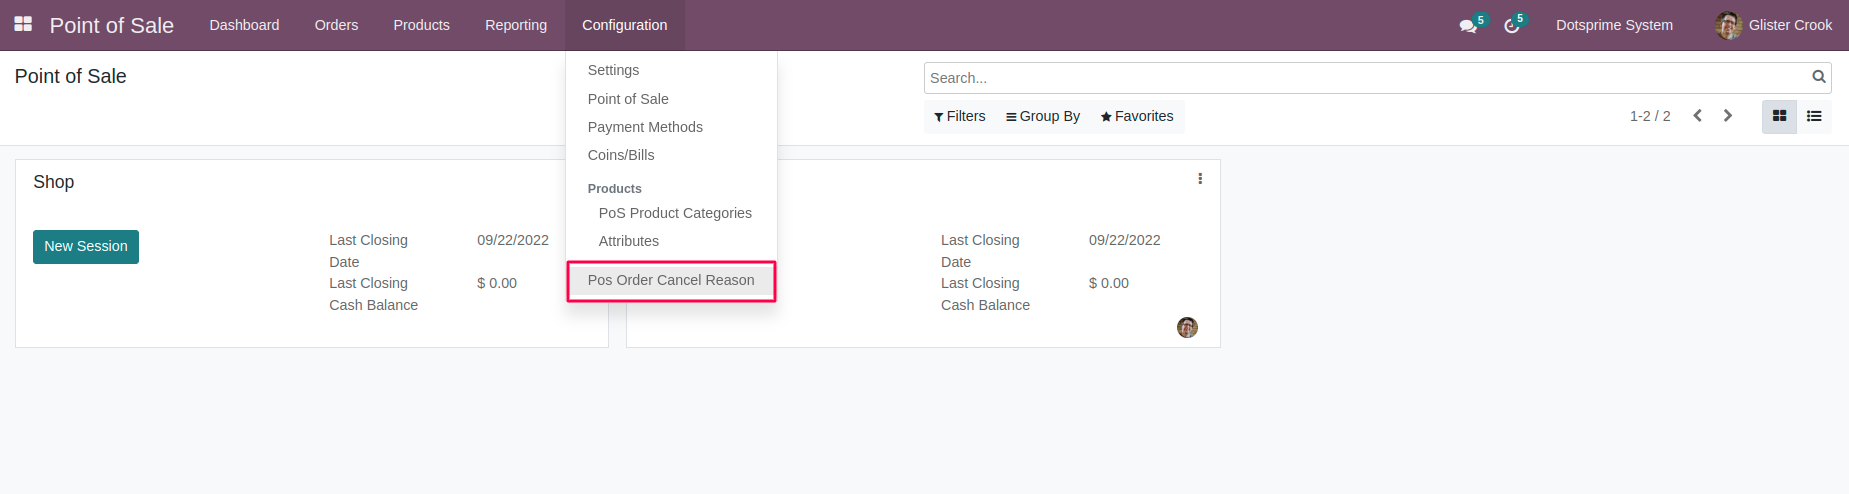 Point of Sale Dashboard Orders Products Reporting Configuration 5 5 Dotsprime System Glister Crook
Point of Sale
Search...
Filters Group By Favorites 1-2 / 2
Settings
Point of Sale
Payment Methods
Coins/Bills
Products
PoS Product Categories
Attributes
Pos Order Cancel Reason
Shop
New Session
Last Closing Date 09/22/2022
Last Closing Cash Balance $ 0.00
Last Closing Date 09/22/2022
Last Closing Cash Balance $ 0.00